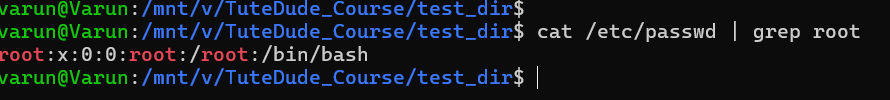 varun@Varun:/mnt/v/TuteDude_Course/test_dir$
varun@Varun:/mnt/v/TuteDude_Course/test_dir$ cat /etc/passwd | grep root
root:x:0:0:root:/root:/bin/bash
varun@Varun:/mnt/v/TuteDude_Course/test_dir$